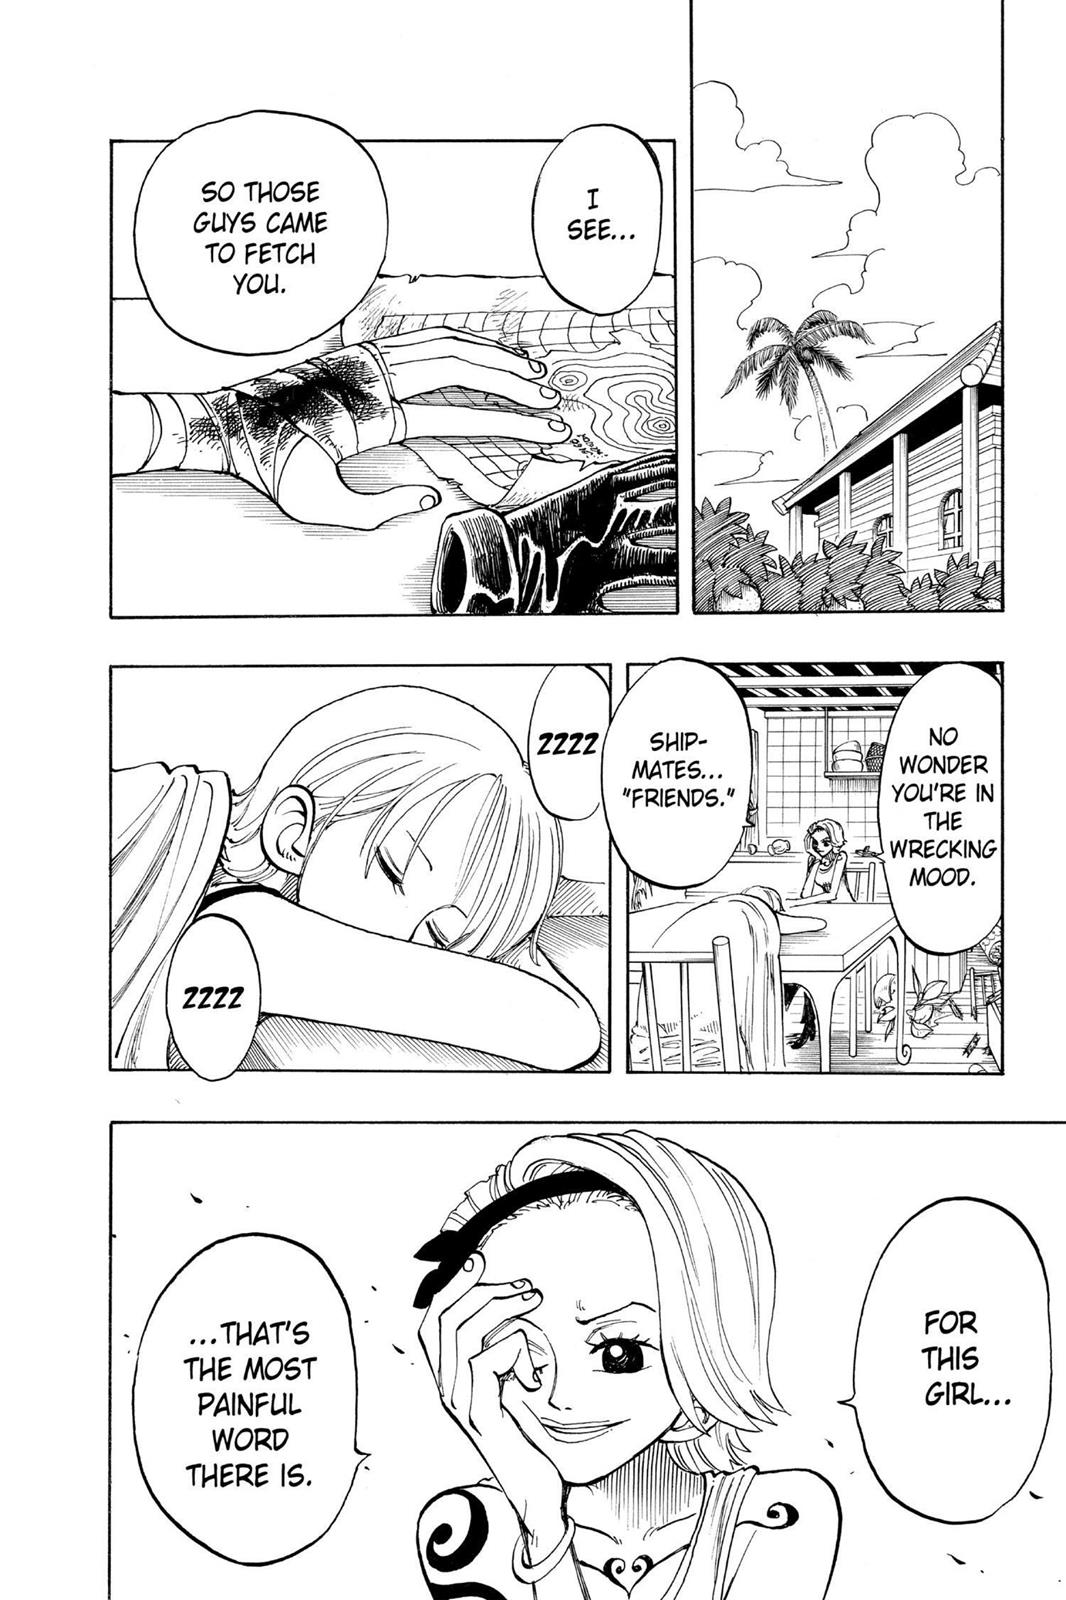 I
SEE...
SO THOSE
GUYS CAME
TO FETCH
YOU.
NO
WONDER
YOU'RE IN
THE
WRECKING
MOOD.
SHIP-
MATES...
"FRIENDS."
ZZZZ
ZZZZ
FOR
THIS
GIRL...
...THAT'S
THE MOST
PAINFUL
WORD
THERE IS.